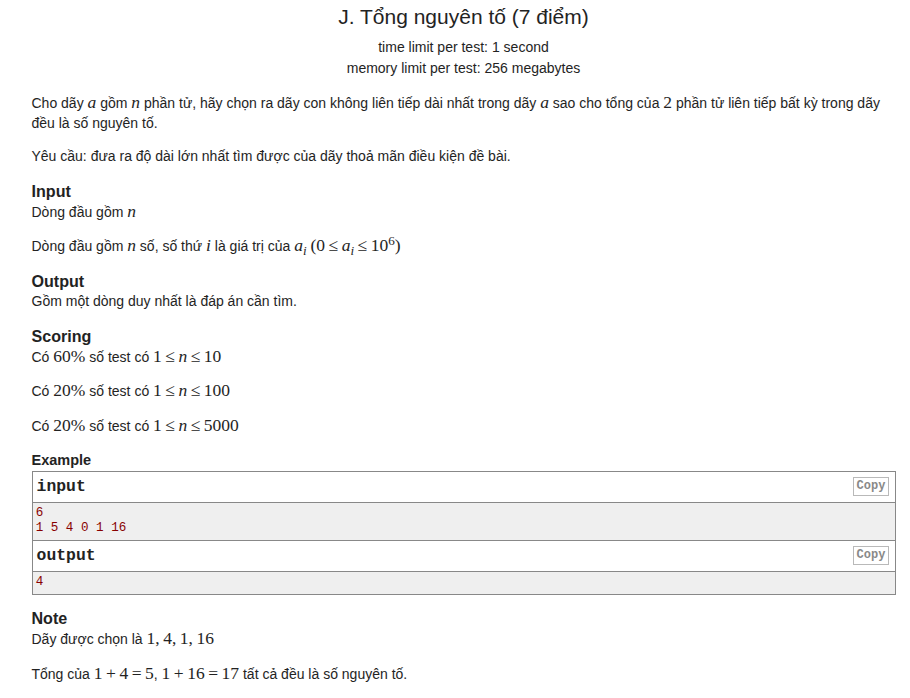 J. Tổng nguyên tố (7 điểm)
time limit per test: 1 second
memory limit per test: 256 megabytes
Cho dãy a gồm n phần tử, hãy chọn ra dãy con không liên tiếp dài nhất trong dãy a sao cho tổng của 2 phần tử liên tiếp bất kỳ trong dãy
đều là số nguyên tố.
Yêu cầu: đưa ra độ dài lớn nhất tìm được của dãy thoả mãn điều kiện đề bài.
Input
Dòng đầu gồm n
Dòng đầu gồm n số, số thứ i là giá trị của a_i (0 ≤ a_i ≤ 10^6)
Output
Gồm một dòng duy nhất là đáp án cần tìm.
Scoring
Có 60% số test có 1 ≤ n ≤ 10
Có 20% số test có 1 ≤ n ≤ 100
Có 20% số test có 1 ≤ n ≤ 5000
Example
input Copy
6
1 5 4 0 1 16
output Copy
4
Note
Dãy được chọn là 1, 4, 1, 16
Tổng của 1 + 4 = 5, 1 + 16 = 17 tất cả đều là số nguyên tố.